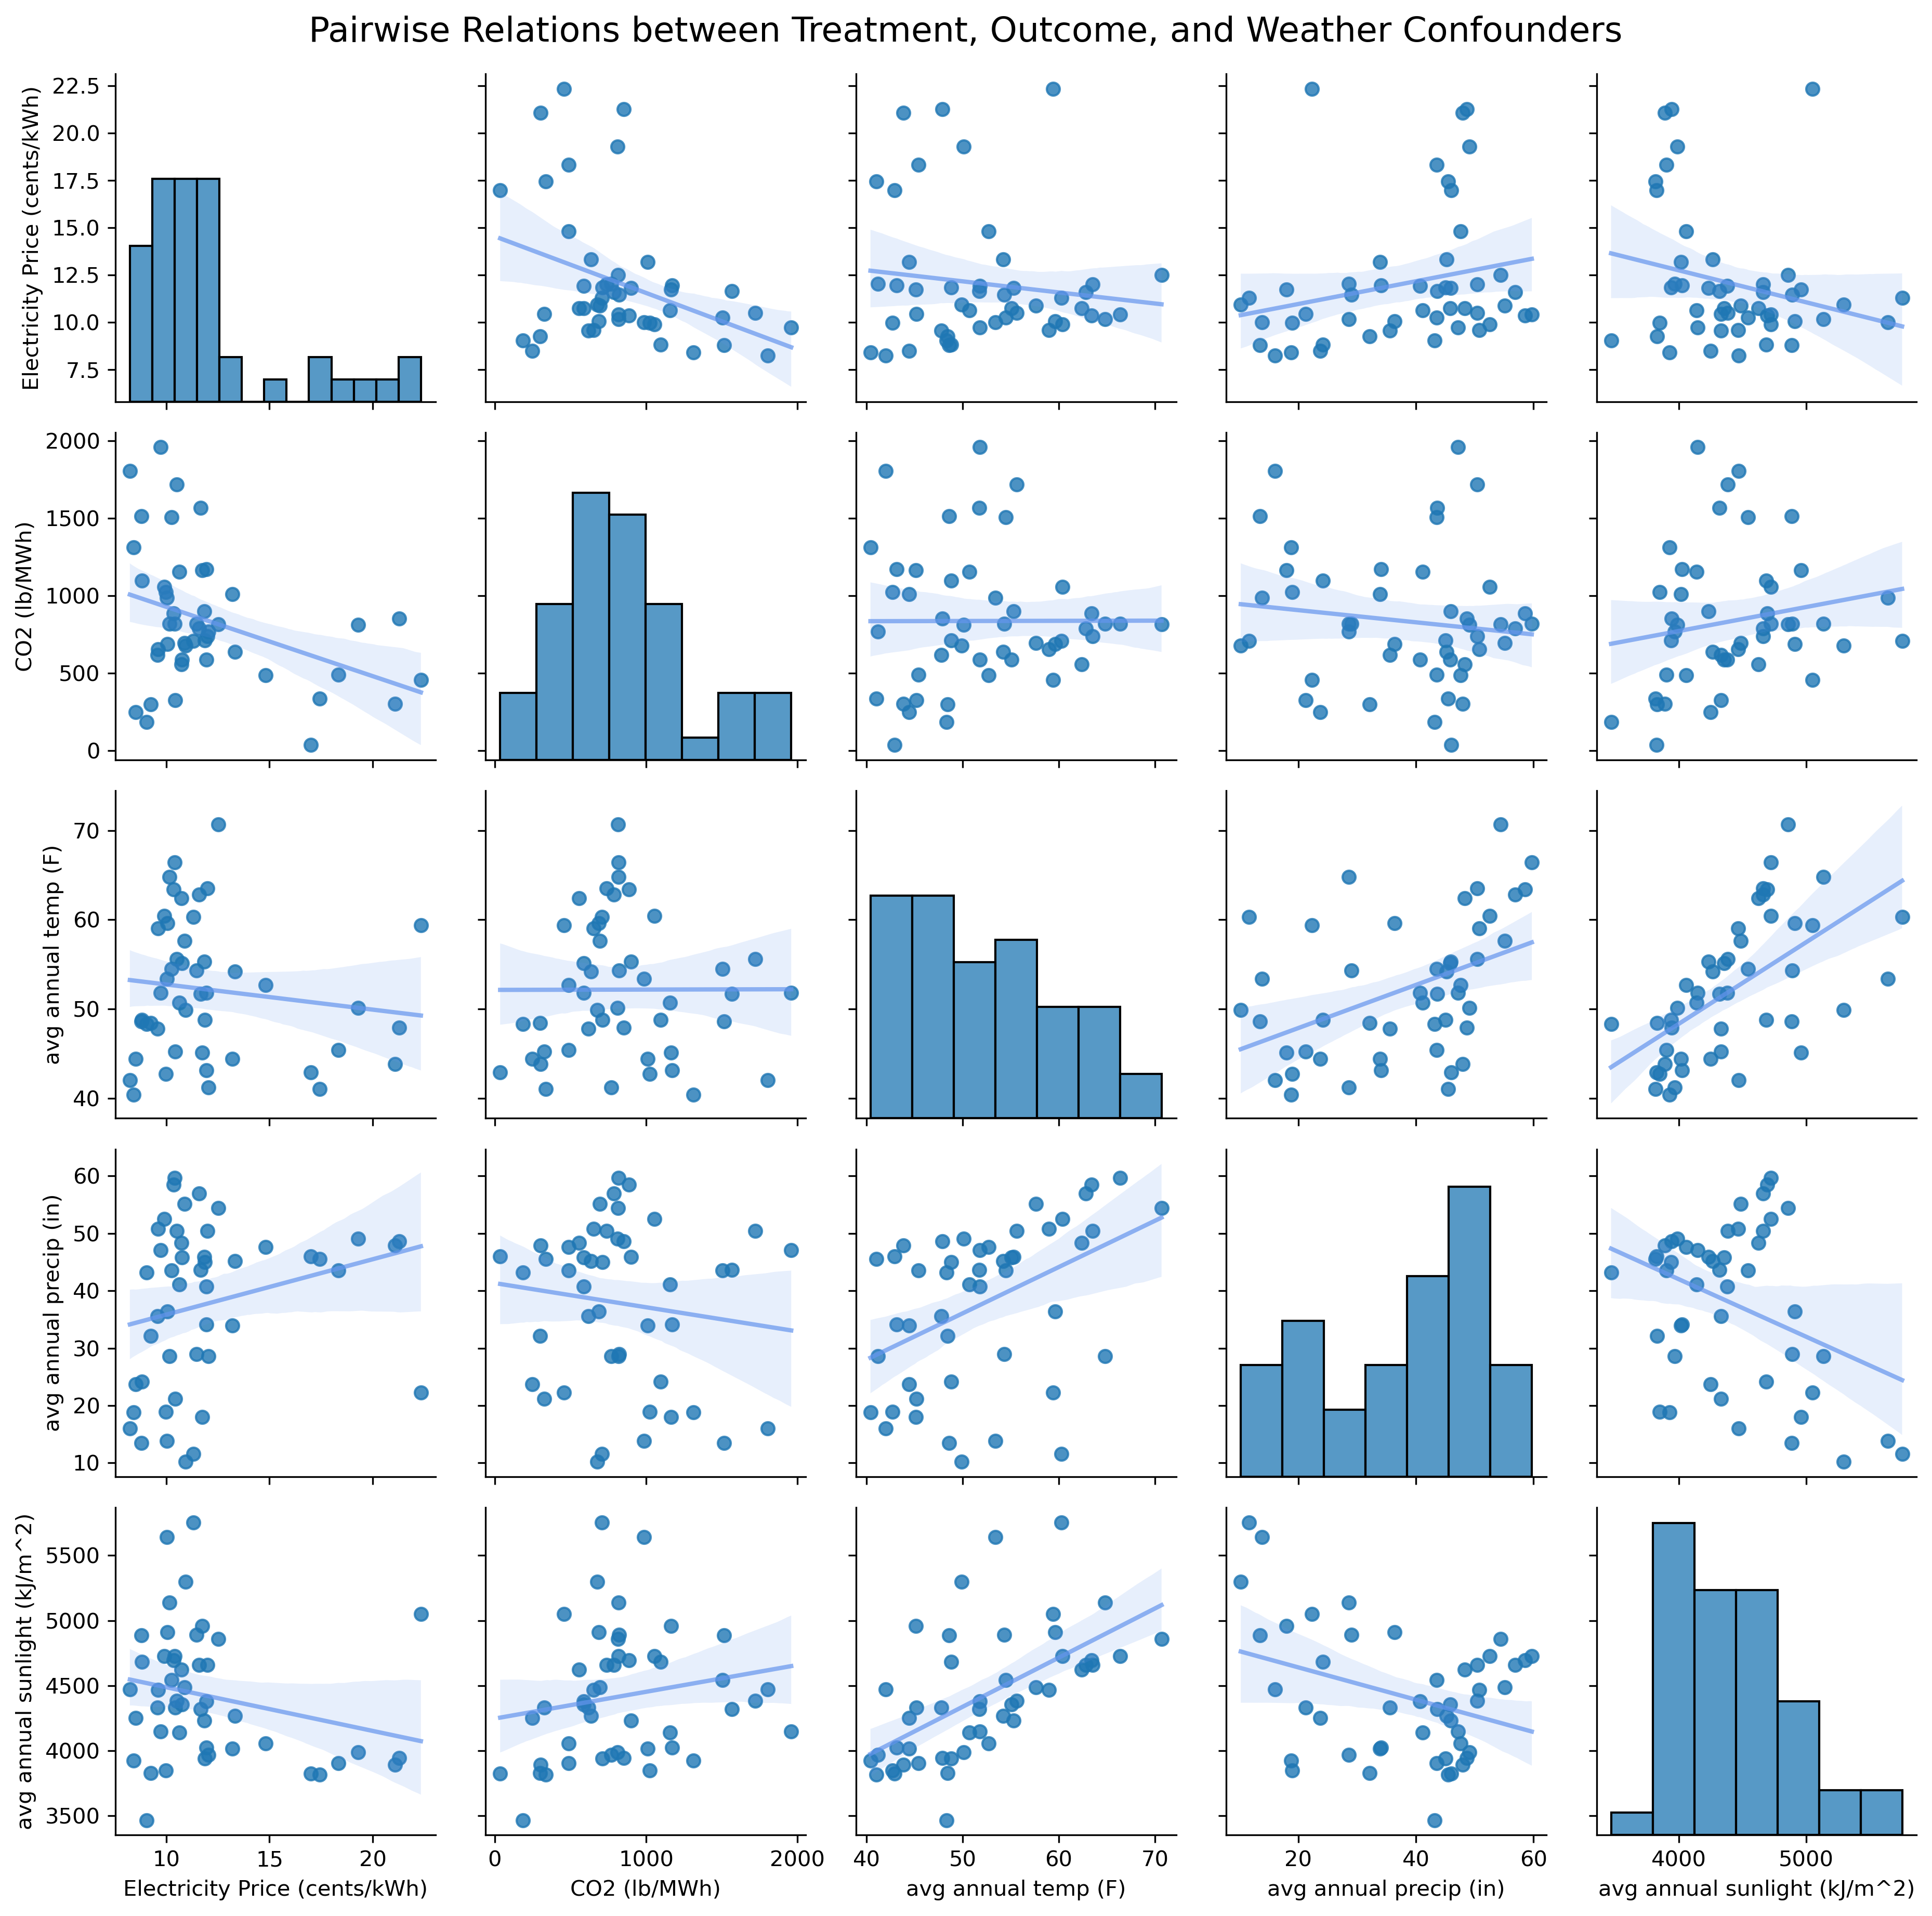 Pairwise Relations between Treatment, Outcome, and Weather Confounders
Electricity Price (cents/kWh)
22.5
20.0
17.5
15.0
12.5
10.0
7.5
CO2 (lb/MWh)
2000
1500
1000
500
0
avg annual temp (F)
70
60
50
40
avg annual precip (in)
60
50
40
30
20
10
avg annual sunlight (kJ/m^2)
5500
5000
4500
4000
3500
10 15 20
0 1000 2000
40 50 60 70
20 40 60
4000 5000
Electricity Price (cents/kWh)
CO2 (lb/MWh)
avg annual temp (F)
avg annual precip (in)
avg annual sunlight (kJ/m^2)